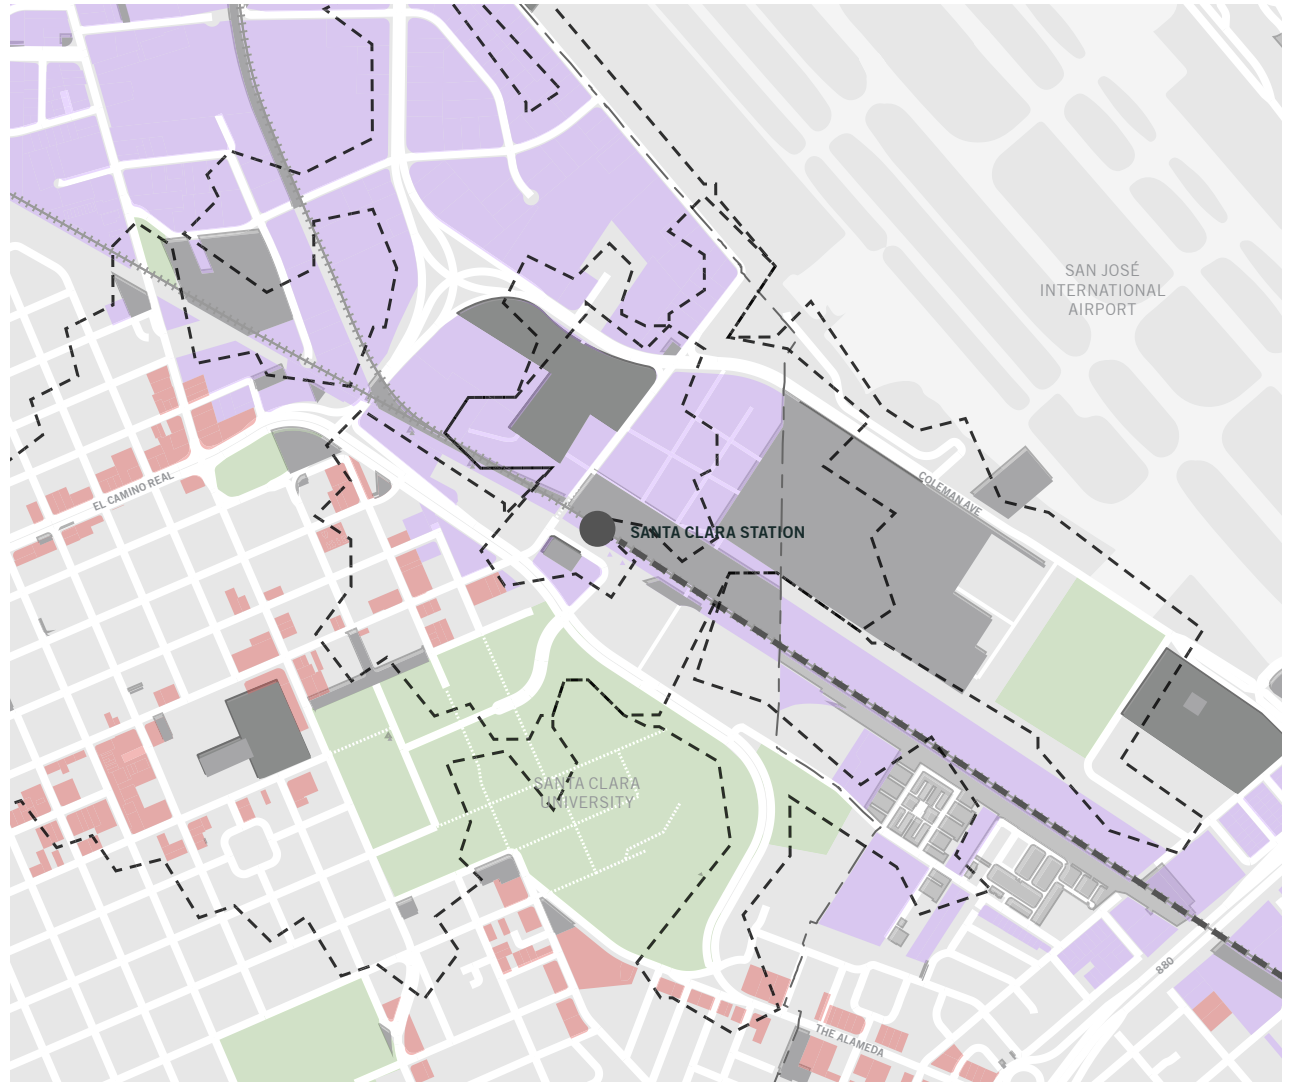 SAN JOSÉ
INTERNATIONAL
AIRPORT
EL CAMINO REAL
COLEMAN AVE
SANTA CLARA STATION
SANTA CLARA
UNIVERSITY
880
THE ALAMEDA